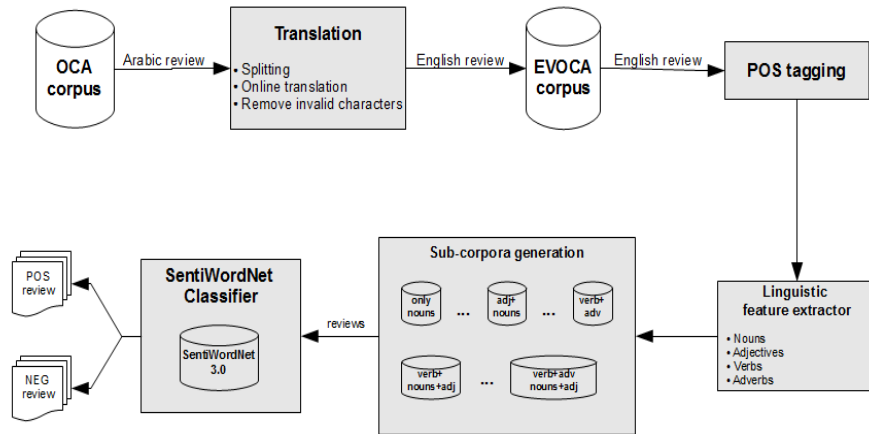 OCA
corpus
Arabic review
Translation
• Splitting
• Online translation
• Remove invalid characters
English review
EVOCA
corpus
English review
POS tagging
Linguistic
feature extractor
• Nouns
• Adjectives
• Verbs
• Adverbs
Sub-corpora generation
only
nouns
...
adj+
nouns
...
verb+
adv
verb+
nouns+adj
...
verb+adv
nouns+adj
reviews
SentiWordNet
Classifier
SentiWordNet
3.0
POS
review
NEG
review